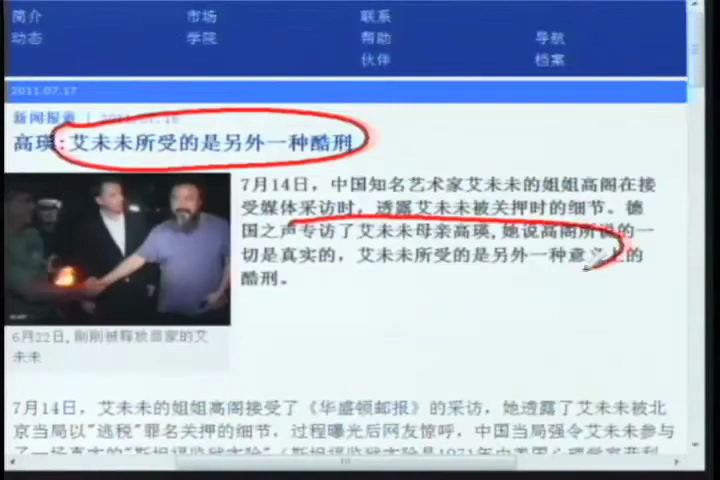 简介 市场 联系
动态 学院 帮助 导航
伙伴 档案
2011.07.17
新闻报道 | 2011.07.16
高瑛:艾未未所受的是另外一种酷刑
7月14日，中国知名艺术家艾未未的姐姐高阁在接
受媒体采访时，透露艾未未被关押时的细节。德
国之声专访了艾未未母亲高瑛,她说高阁所说的一
切是真实的，艾未未所受的是另外一种意义上的
酷刑。
6月22日,刚刚被释放回家的艾
未未
7月14日，艾未未的姐姐高阁接受了《华盛顿邮报》的采访，她透露了艾未未被北
京当局以"逃税"罪名关押的细节，过程曝光后网友惊呼，中国当局强令艾未未参与